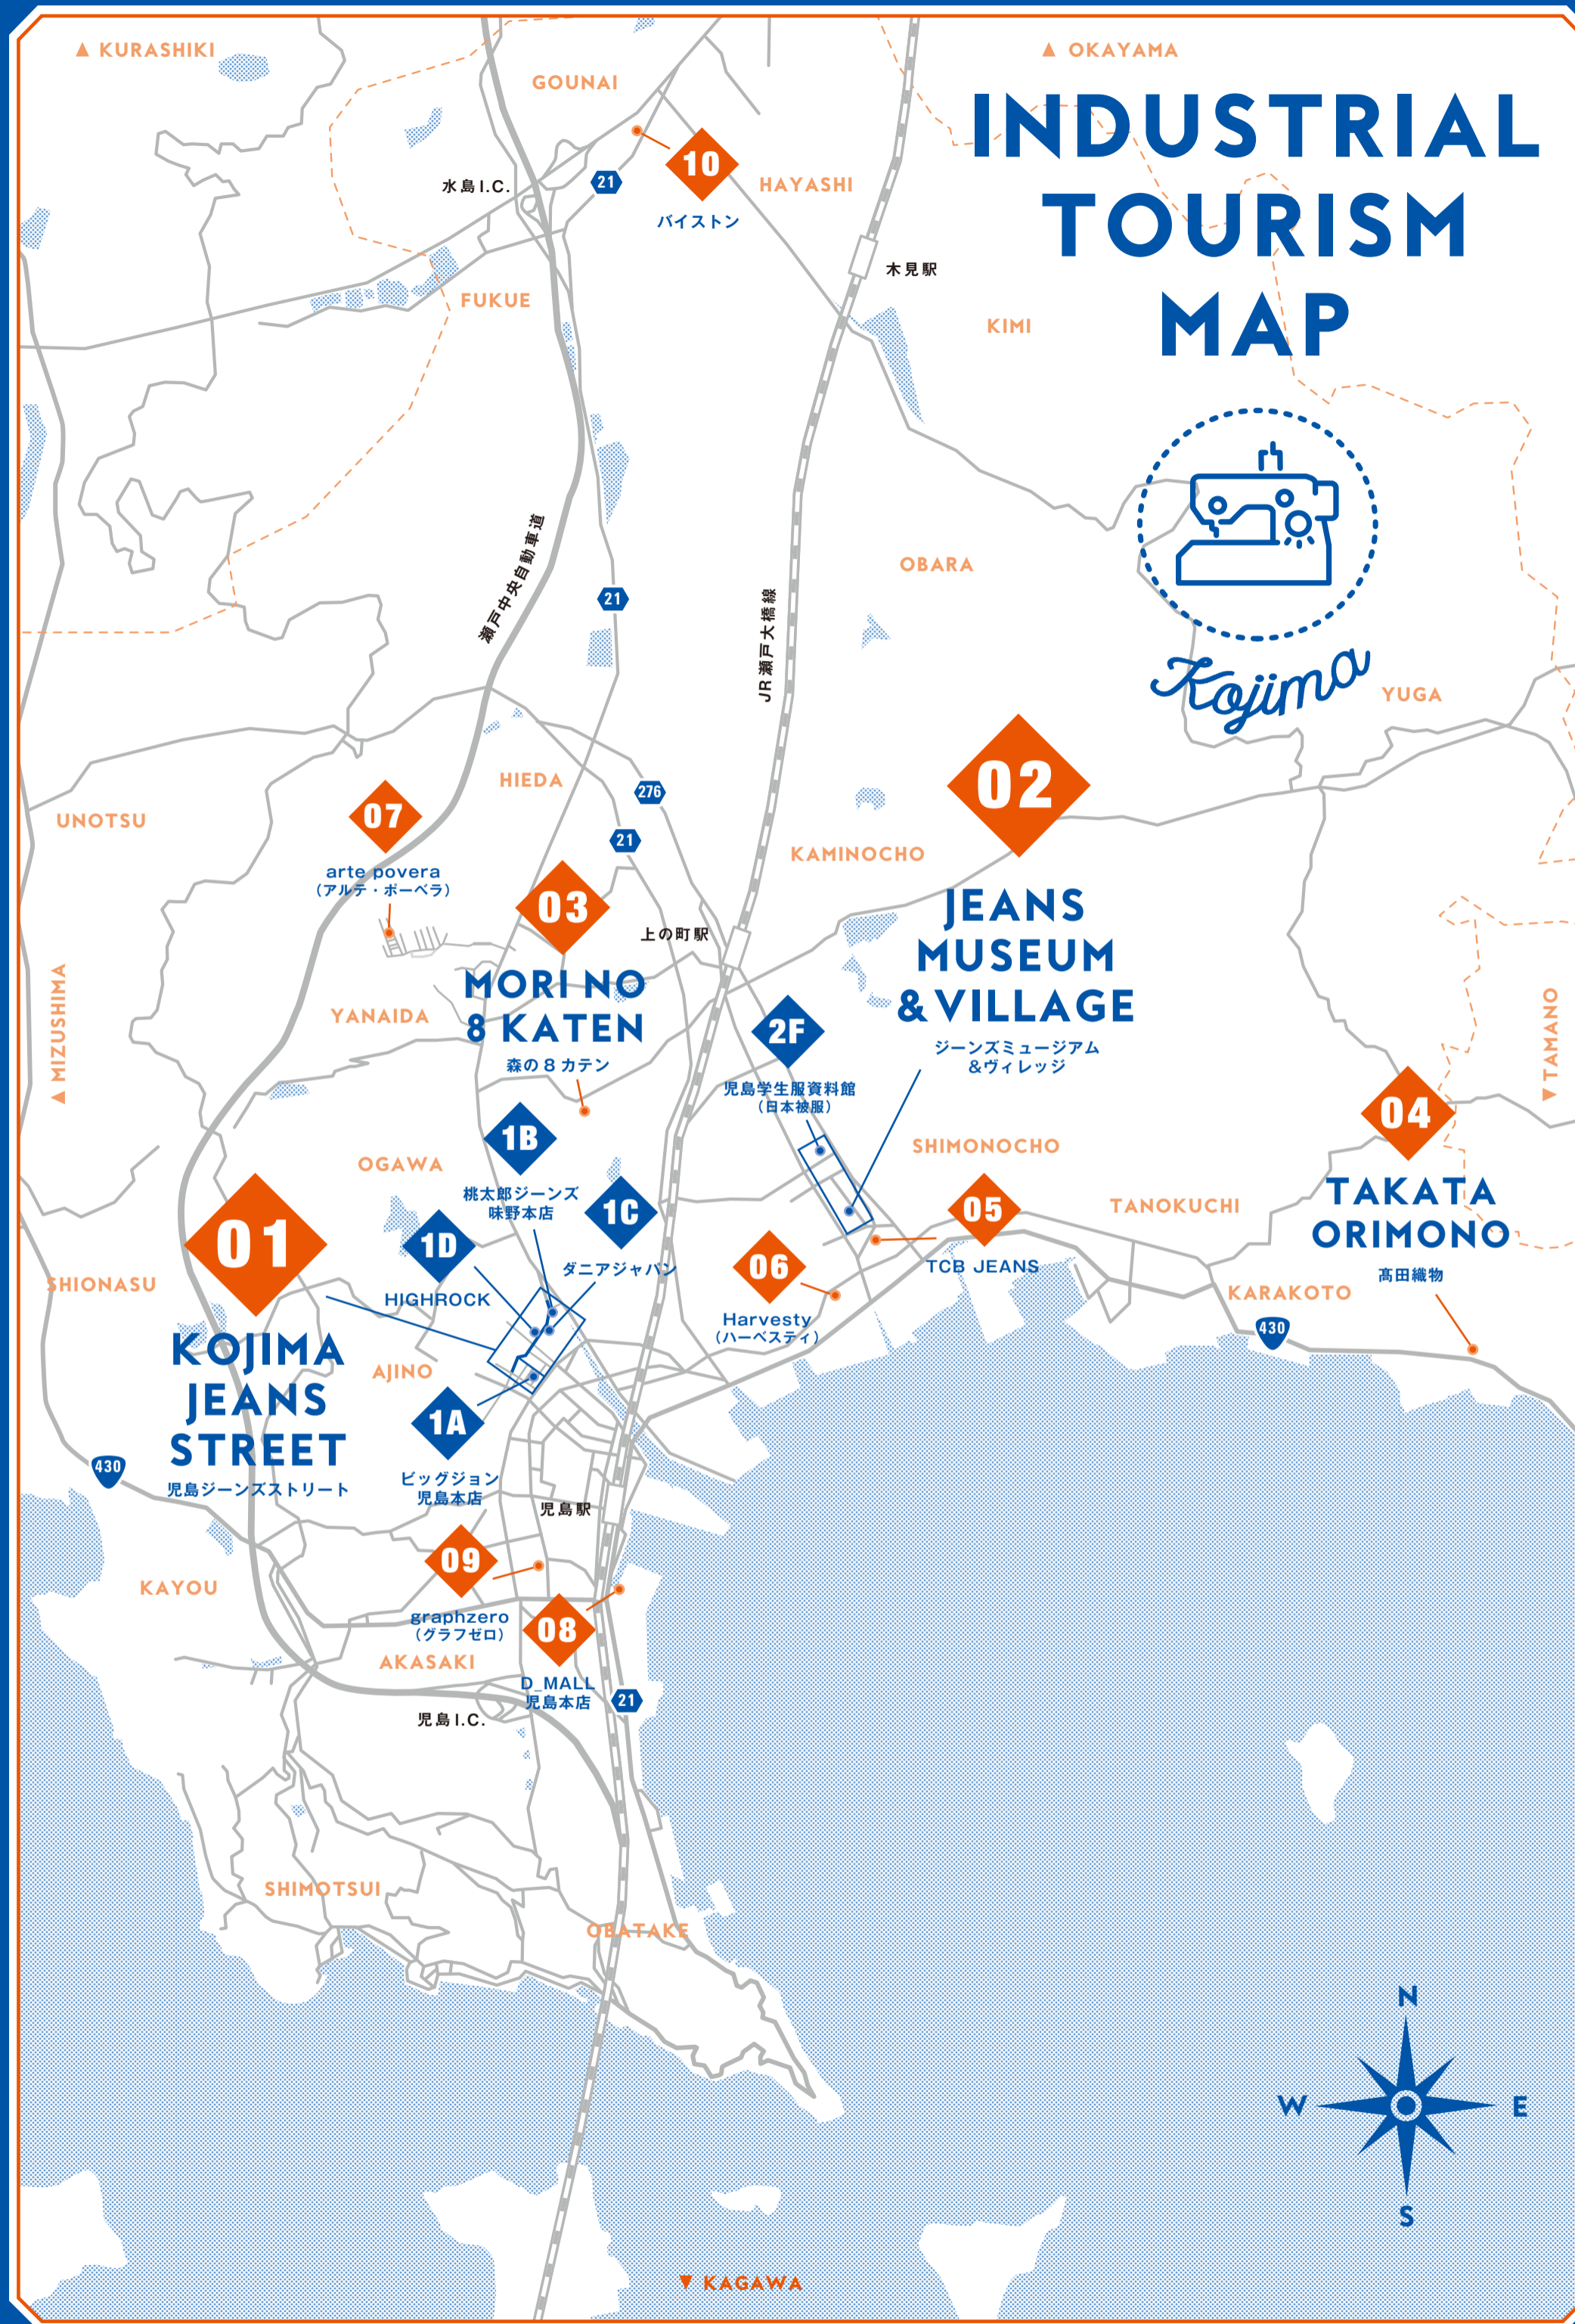 ▲ KURASHIKI
▲ OKAYAMA
GOUNAI
INDUSTRIAL
TOURISM
MAP
10
バイストン
HAYASHI
水島I.C.
21
木見駅
FUKUE
KIMI
瀬戸中央自動車道
21
JR瀬戸大橋線
OBARA
Kojima
YUGA
HIEDA
276
21
02
JEANS
MUSEUM
& VILLAGE
ジーンズミュージアム
&ヴィレッジ
UNOTSU
07
arte povera
（アルテ・ポーベラ）
KAMINOCHO
03
MORI NO
8 KATEN
森の8カテン
上の町駅
▲ MIZUSHIMA
YANAIDA
2F
児島学生服資料館
（日本被服）
▼ TAMANO
04
TAKATA
ORIMONO
髙田織物
SHIMONOCHO
OGAWA
1B
桃太郎ジーンズ
味野本店
1C
ダニアジャパン
1D
HIGHROCK
01
KOJIMA
JEANS
STREET
児島ジーンズストリート
05
TCB JEANS
06
Harvesty
（ハーベスティ）
TANOKUCHI
SHIONASU
KARAKOTO
430
AJINO
1A
ビッグジョン
児島本店
430
児島駅
09
graphzero
（グラフゼロ）
08
D_MALL
児島本店
KAYOU
AKASAKI
21
児島I.C.
SHIMOTSUI
OBATAKE
N
W
E
S
▼ KAGAWA